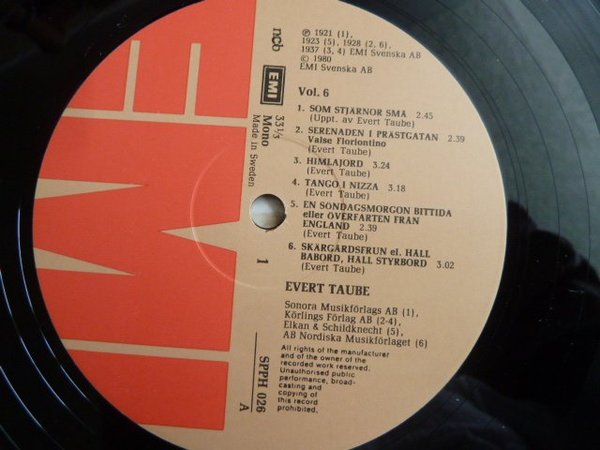 ℗ 1921 (1),
1923 (5), 1928 (2, 6),
1937 (3, 4) EMI Svenska AB
© 1980
EMI Svenska AB
ncb
EMI
33 1/3
Mono
Made in Sweden
Vol. 6
1. SOM STJÄRNOR SMÅ 2.45
(Uppt. av Evert Taube)
2. SERENADEN I PRÄSTGATAN 2.39
Valse Floriontino
(Evert Taube)
3. HIMLAJORD 3.24
(Evert Taube)
4. TANGO I NIZZA 3.18
(Evert Taube)
5. EN SÖNDAGSMORGON BITTIDA
eller ÖVERFARTEN FRÅN
ENGLAND 2.39
(Evert Taube)
6. SKÄRGÅRDSFRUN el. HALL
BABORD, HALL STYRBORD 3.02
(Evert Taube)
1
EVERT TAUBE
Sonora Musikförlags AB (1),
Körlings Förlag AB (2-4),
Elkan & Schildknecht (5),
AB Nordiska Musikförlaget (6)
All rights of the manufacturer
and of the owner of the
recorded work reserved.
Unauthorised public
performance, broad-
casting and
copying of
this record
prohibited.
SPPH 026
A
EMI